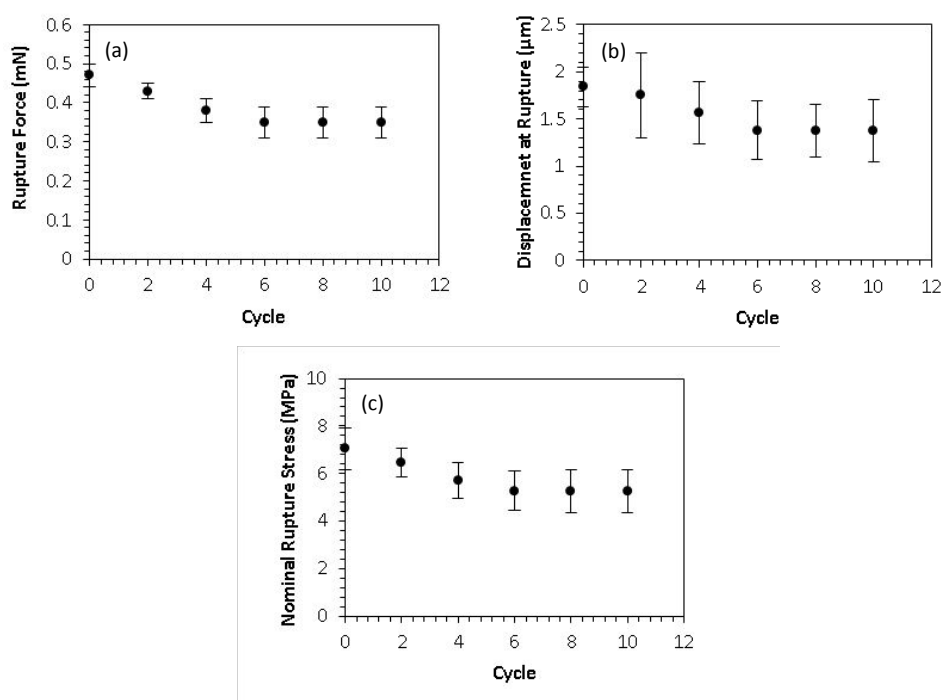 (a)
Rupture Force (mN)
0.6
0.5
0.4
0.3
0.2
0.1
0
0 2 4 6 8 10 12
Cycle
(b)
Displacemnet at Rupture (µm)
2.5
2
1.5
1
0.5
0
0 2 4 6 8 10 12
Cycle
(c)
Nominal Rupture Stress (MPa)
10
8
6
4
2
0
0 2 4 6 8 10 12
Cycle